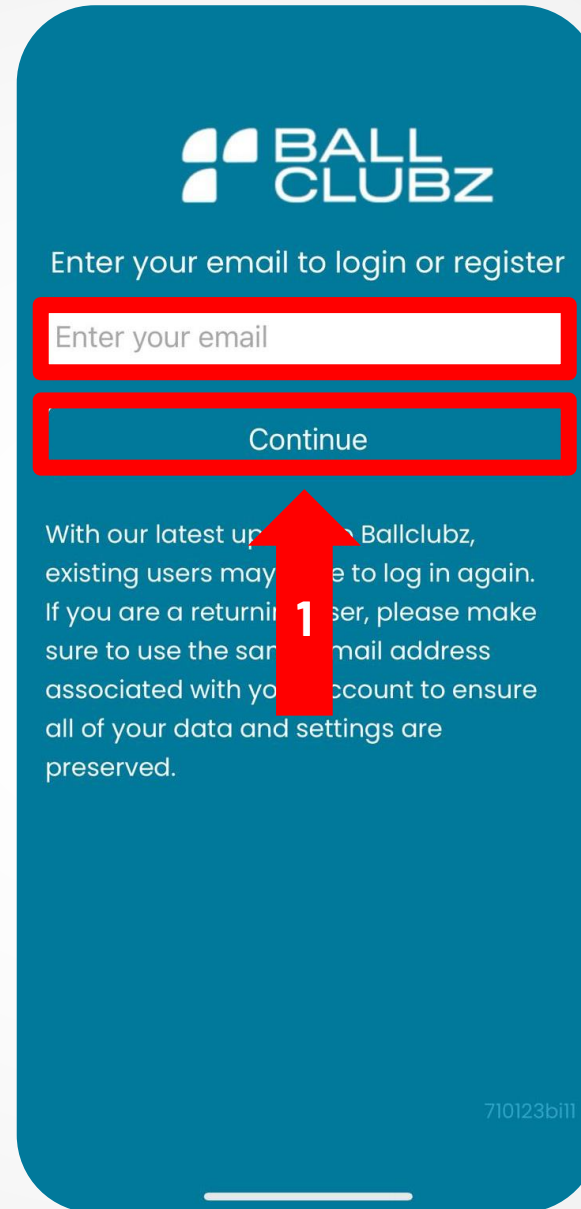 BALL
CLUBZ
Enter your email to login or register
Enter your email
Continue
With our latest Ballclubz,
existing users may to log in again.
If you are a please make
sure to use the address
associated with to ensure
all of your data and settings are
preserved.
1
710123bi11